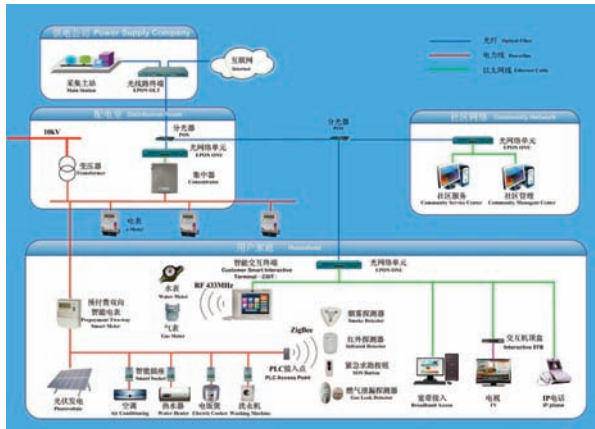 供电公司 Power Supply Company
采集主站
Main Station
光线路终端
EPON OLT
互联网
Internet
光纤 Optical Fiber
电力线 Powerline
以太网线 Ethernet Cable
配电室 Distribution Room
10kV
变压器
Transformer
分光器
POS
光网络单元
EPON ONU
集中器
Concentrator
电表
e-Meter
分光器
POS
社区网络 Community Network
光网络单元
EPON ONU
社区服务
Community Service Center
社区管理
Community Managent Center
用户家庭 Household
预付费双向
智能电表
Prepayment Two-way
Smart Meter
水表
Water Meter
气表
Gas Meter
RF 433MHz
智能交互终端
Customer Smart Interactive
Terminal
光网络单元
EPON ONU
ZigBee
PLC接入点
PLC Access Point
烟雾探测器
Smoke Detector
红外探测器
Infrared Detector
紧急求助按钮
SOS Button
燃气泄漏探测器
Gas Leak Detector
智能插座
Smart Socket
光伏发电
Photovoltaic
空调
Air Conditioning
热水器
Water Heater
电饭煲
Electric Cooker
洗衣机
Washing Machine
宽带接入
Broadband Access
交互机顶盒
Interactive STB
电视
TV
IP电话
IP phone